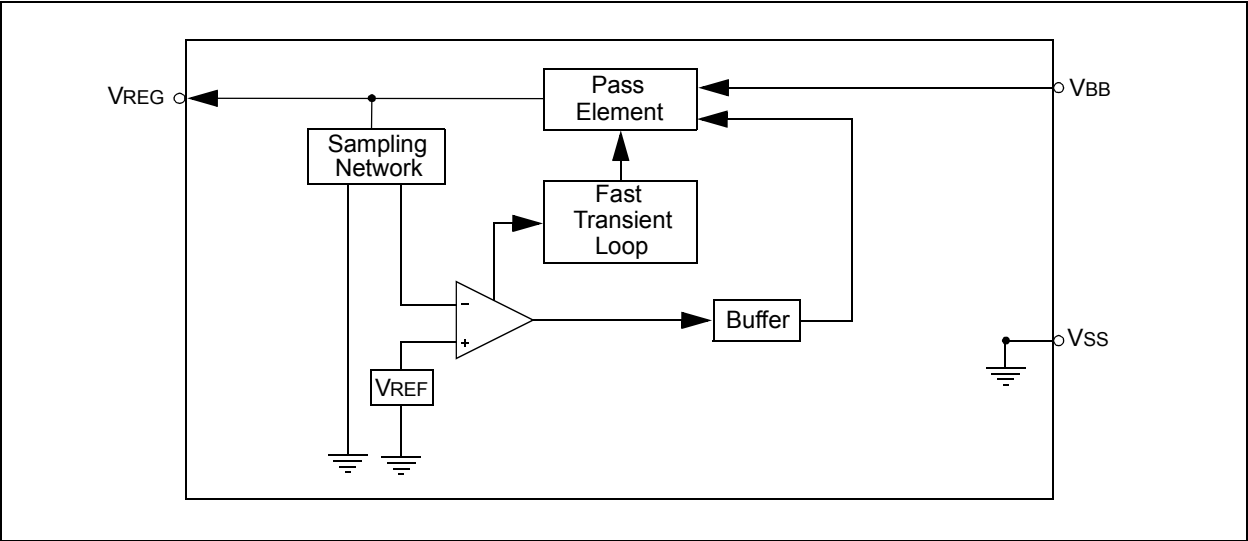 VREG
Pass
Element
VBB
Sampling
Network
Fast
Transient
Loop
−
Buffer
+
VREF
VSS